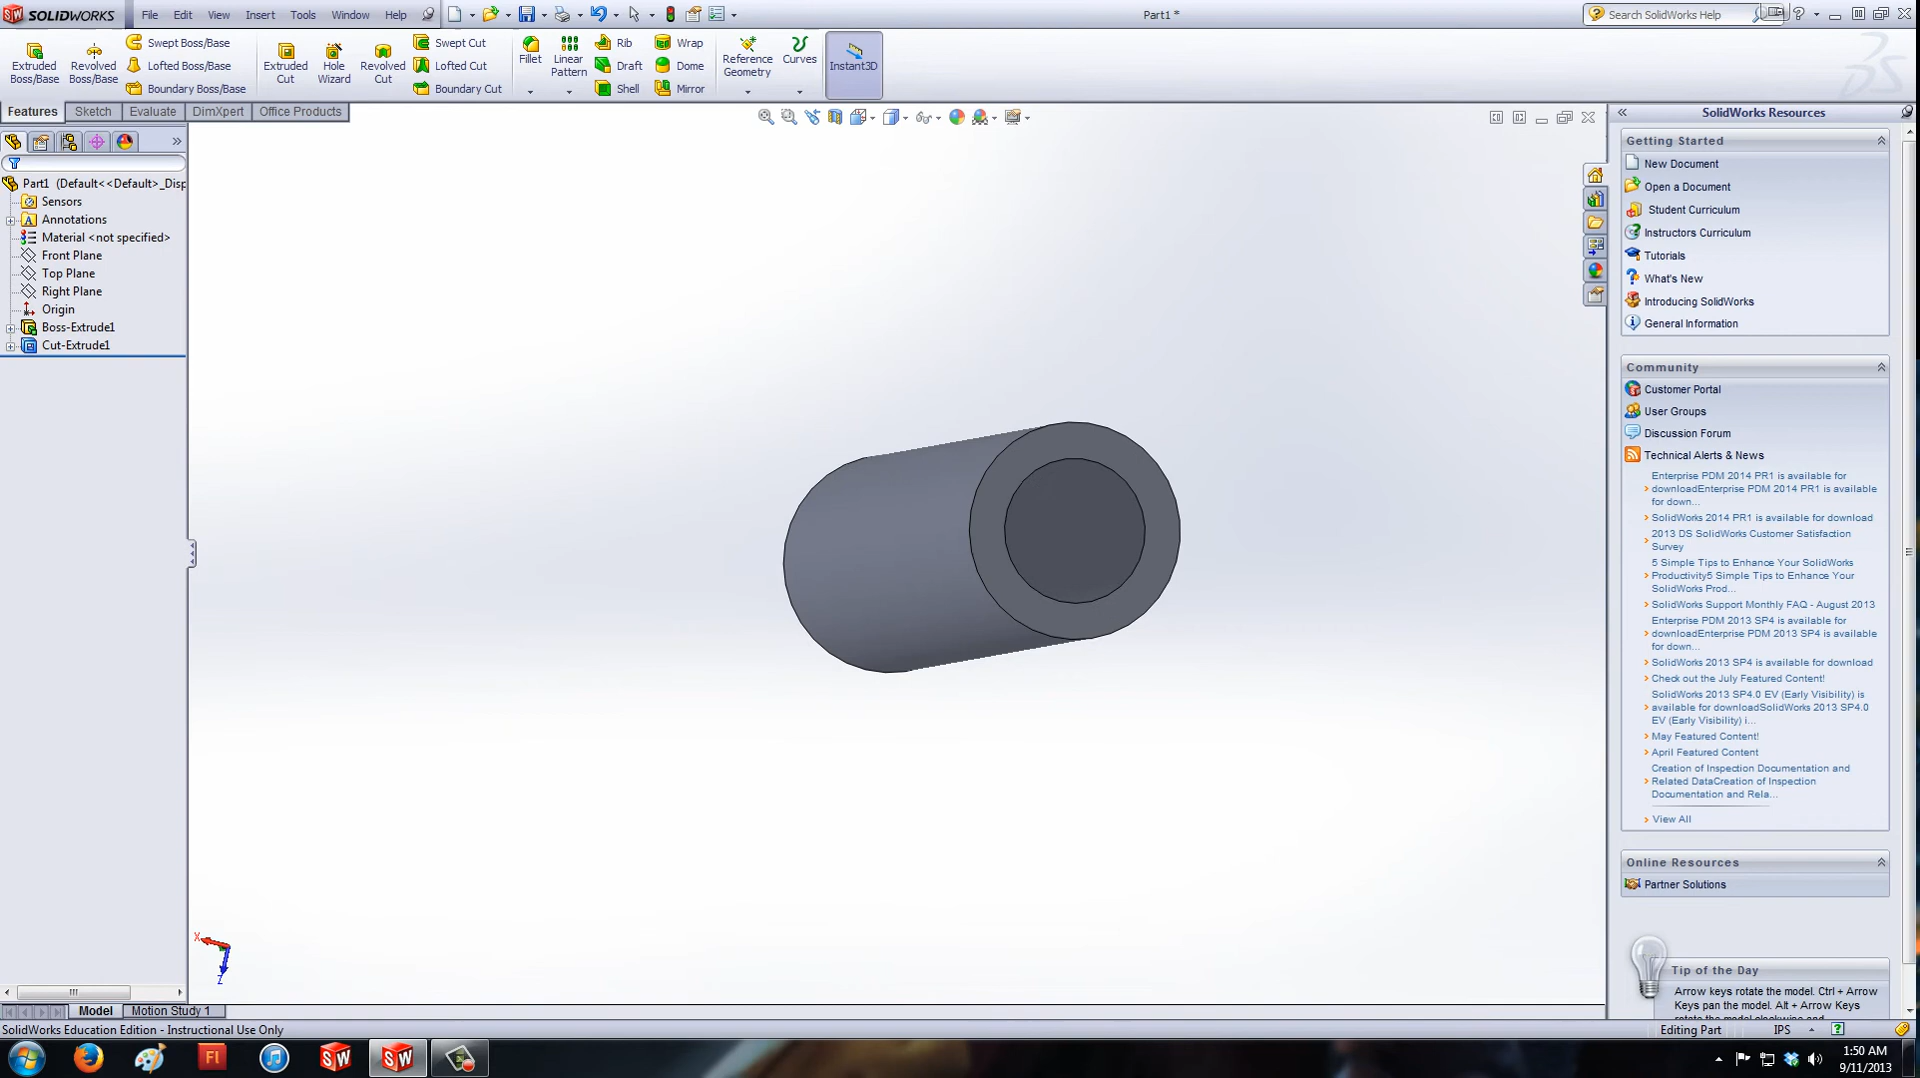 SOLIDWORKS File Edit View Insert Tools Window Help Part1 * Search SolidWorks Help
Extruded Boss/Base
Revolved Boss/Base
Swept Boss/Base
Lofted Boss/Base
Boundary Boss/Base
Extruded Cut
Hole Wizard
Revolved Cut
Swept Cut
Lofted Cut
Boundary Cut
Fillet
Linear Pattern
Rib
Draft
Shell
Wrap
Dome
Mirror
Reference Geometry
Curves
Instant3D
Features Sketch Evaluate DimXpert Office Products
Part1 (Default<<Default>_Disp
Sensors
Annotations
Material <not specified>
Front Plane
Top Plane
Right Plane
Origin
Boss-Extrude1
Cut-Extrude1
X
Z
SolidWorks Resources
Getting Started
New Document
Open a Document
Student Curriculum
Instructors Curriculum
Tutorials
What's New
Introducing SolidWorks
General Information
Community
Customer Portal
User Groups
Discussion Forum
Technical Alerts & News
Enterprise PDM 2014 PR1 is available for
downloadEnterprise PDM 2014 PR1 is available
for down...
SolidWorks 2014 PR1 is available for download
2013 DS SolidWorks Customer Satisfaction
Survey
5 Simple Tips to Enhance Your SolidWorks
Productivity5 Simple Tips to Enhance Your
SolidWorks Prod...
SolidWorks Support Monthly FAQ - August 2013
Enterprise PDM 2013 SP4 is available for
downloadEnterprise PDM 2013 SP4 is available
for down...
SolidWorks 2013 SP4 is available for download
Check out the July Featured Content!
SolidWorks 2013 SP4.0 EV (Early Visibility) is
available for downloadSolidWorks 2013 SP4.0
EV (Early Visibility) i...
May Featured Content!
April Featured Content
Creation of Inspection Documentation and
Related DataCreation of Inspection
Documentation and Rela...
View All
Online Resources
Partner Solutions
Tip of the Day
Arrow keys rotate the model. Ctrl + Arrow
Keys pan the model. Alt + Arrow Keys
Model Motion Study 1
SolidWorks Education Edition - Instructional Use Only
Editing Part IPS
Fl SW SW
1:50 AM
9/11/2013